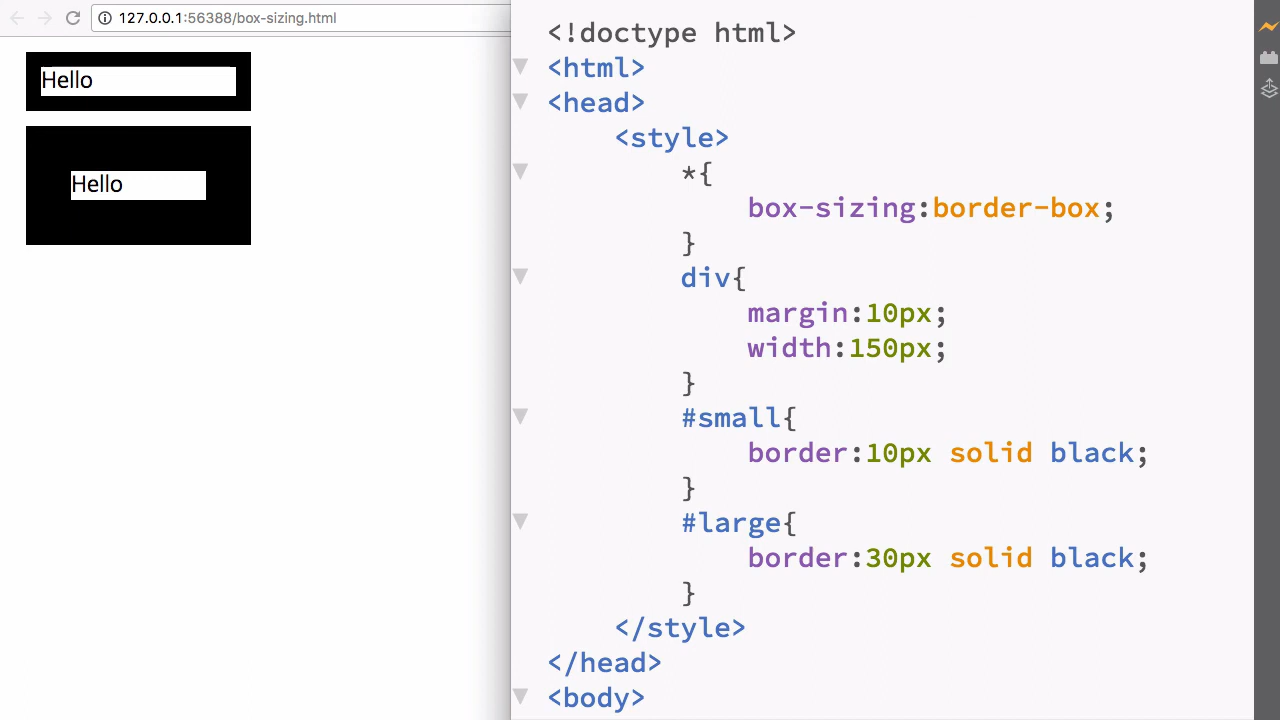 127.0.0.1:56388/box-sizing.html
Hello
Hello
<!doctype html>
<html>
<head>
<style>
*{
box-sizing:border-box;
}
div{
margin:10px;
width:150px;
}
#small{
border:10px solid black;
}
#large{
border:30px solid black;
}
</style>
</head>
<body>